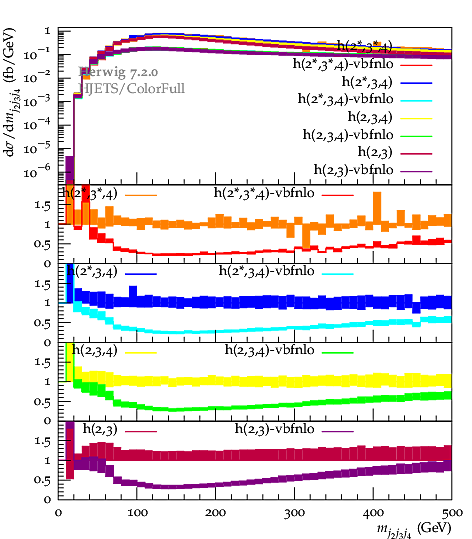 dσ/dm_{j2j3j4} (fb/GeV)
1
10⁻¹
10⁻²
10⁻³
10⁻⁴
10⁻⁵
10⁻⁶
Herwig 7.2.0
HJETS/ColorFull
h(2*,3*,4)
h(2*,3*,4)-vbfnlo
h(2*,3,4)
h(2*,3,4)-vbfnlo
h(2,3,4)
h(2,3,4)-vbfnlo
h(2,3)
h(2,3)-vbfnlo
h(2*,3*,4) h(2*,3*,4)-vbfnlo
1.5
1
0.5
0
h(2*,3,4) h(2*,3,4)-vbfnlo
1.5
1
0.5
0
h(2,3,4) h(2,3,4)-vbfnlo
1.5
1
0.5
0
h(2,3) h(2,3)-vbfnlo
1.5
1
0.5
0
0 100 200 300 400 500
m_{j2j3j4} (GeV)